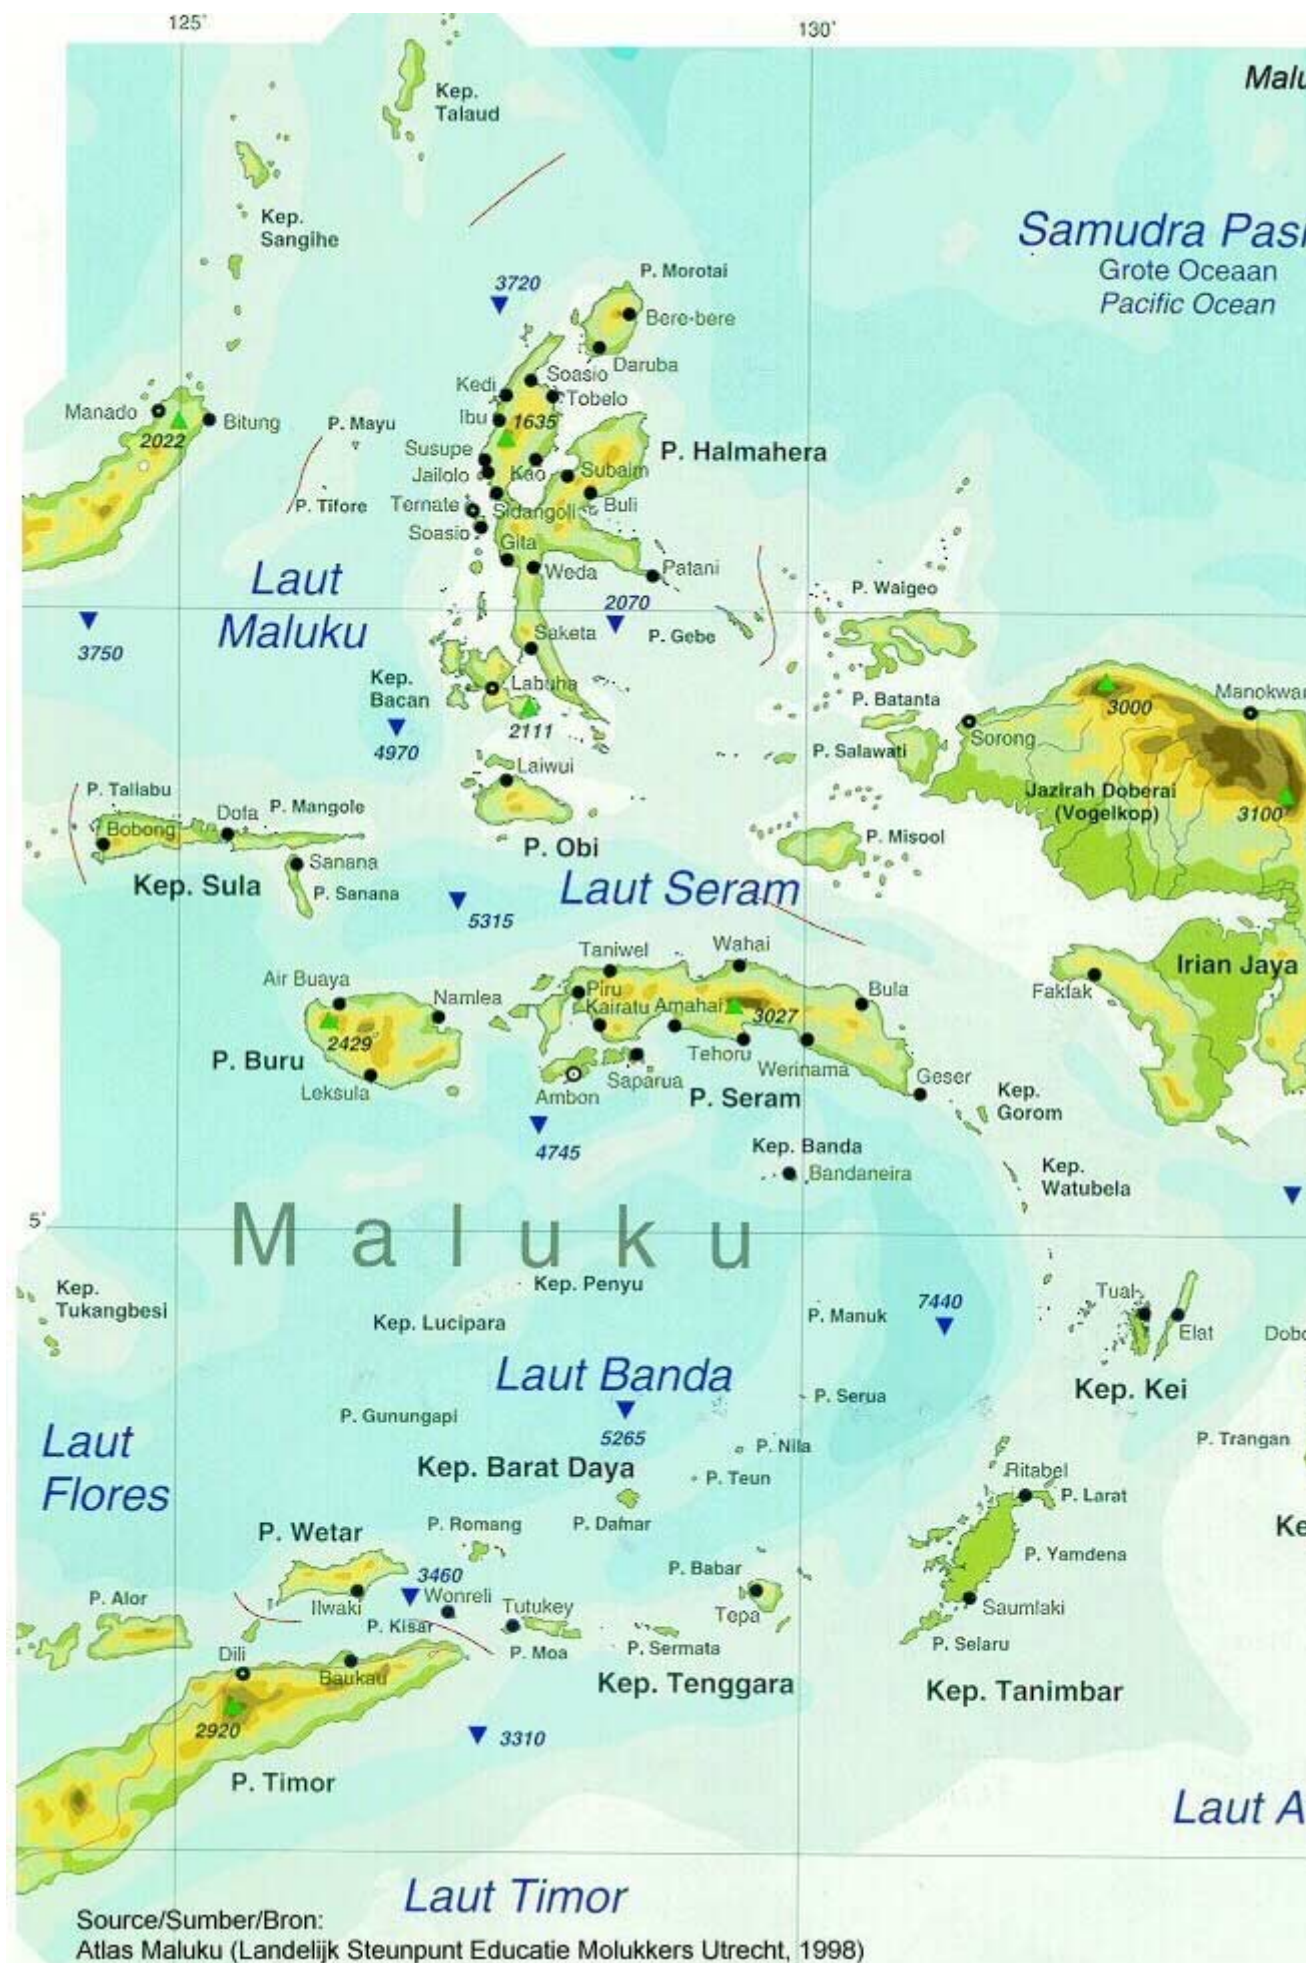 125°
130°
Malu
Kep.
Talaud
Kep.
Sangihe
Samudra Pasi
Grote Oceaan
Pacific Ocean
P. Morotai
3720
Bere-bere
Daruba
Soasio
Kedi
Tobelo
Manado
Bitung
2022
P. Mayu
Ibu
1635
P. Halmahera
Susupe
Jailolo
Kao
Subaim
P. Tifore
Ternate
Sidangoli
Buli
Soasio
Gita
Weda
Patani
Laut
Maluku
2070
P. Gebe
P. Waigeo
3750
Saketa
Kep.
Bacan
Labuha
4970
2111
P. Batanta
Sorong
3000
Manokwar
P. Salawati
Laiwui
P. Taliabu
P. Mangole
Dofa
Bobong
Jazirah Doberai
(Vogelkop)
3100
P. Obi
P. Misool
Sanana
P. Sanana
Kep. Sula
Laut Seram
5315
Taniwel
Wahai
Air Buaya
Namlea
Piru
Kairatu
Amahai
3027
Bula
Irian Jaya
Fakfak
2429
P. Buru
Leksula
Tehoru
Werinama
Ambon
Saparua
P. Seram
Geser
Kep.
Gorom
4745
Kep. Banda
Bandaneira
Kep.
Watubela
5°
Maluku
Kep.
Tukangbesi
Kep. Penyu
Kep. Lucipara
P. Manuk
7440
Tual
Elat
Dobo
Laut Banda
P. Serua
Kep. Kei
P. Gunungapi
5265
P. Nila
P. Trangan
Laut
Flores
Kep. Barat Daya
P. Teun
Ritabel
P. Larat
P. Wetar
P. Romang
P. Damar
Ke
P. Yamdena
3460
P. Babar
P. Alor
Ilwaki
Wonreli
Tutukey
Tepa
Saumlaki
P. Kisar
P. Moa
P. Sermata
P. Selaru
Dili
Baukau
Kep. Tenggara
Kep. Tanimbar
2920
3310
P. Timor
Laut A
Laut Timor
Source/Sumber/Bron:
Atlas Maluku (Landelijk Steunpunt Educatie Molukkers Utrecht, 1998)